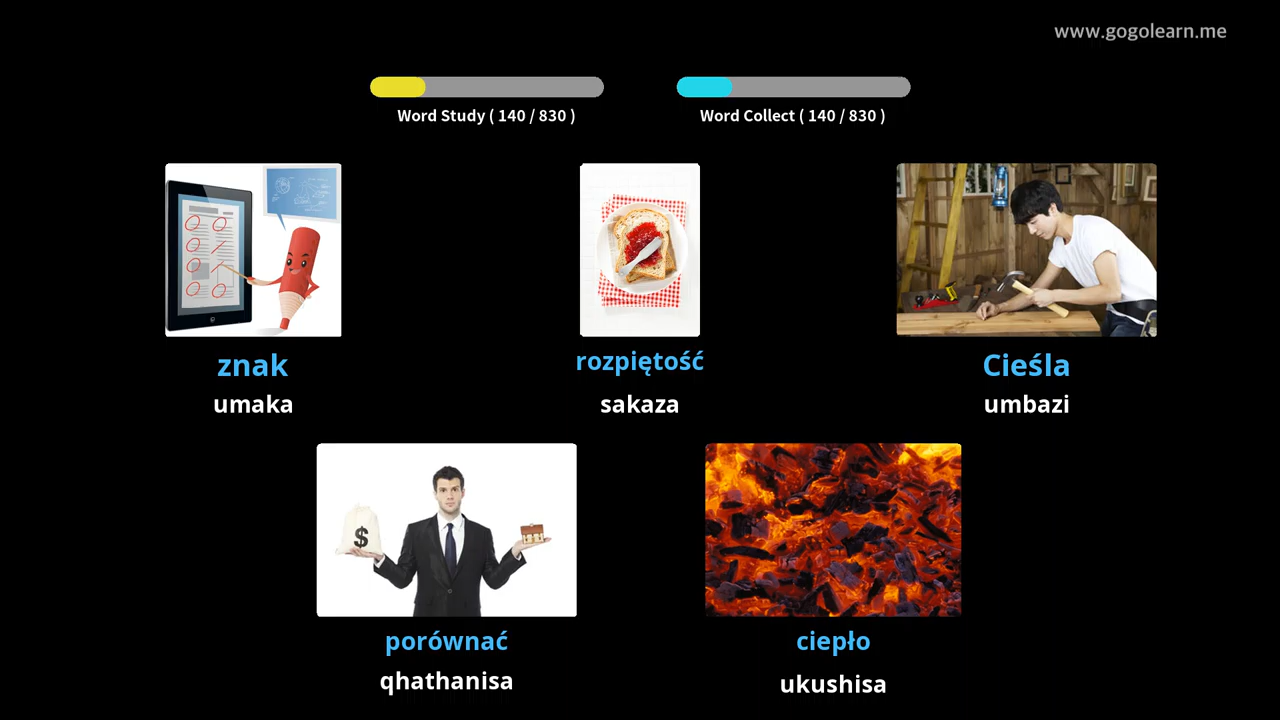 www.gogolearn.me
Word Study ( 140 / 830 )
Word Collect ( 140 / 830 )
znak
umaka
rozpiętość
sakaza
Cieśla
umbazi
$
porównać
qhathanisa
ciepło
ukushisa